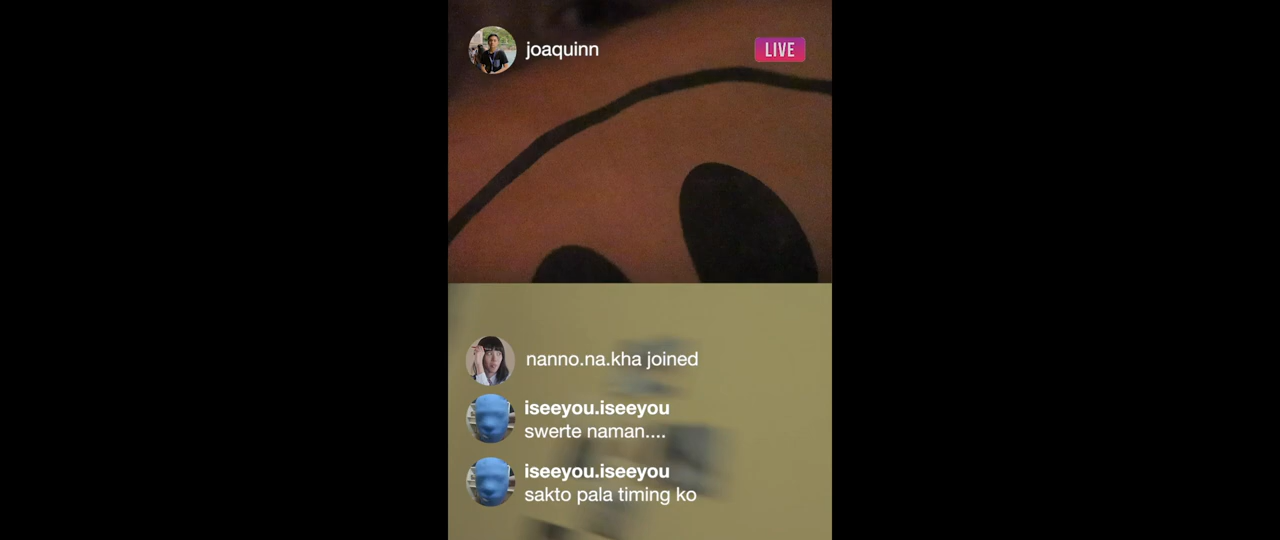 joaquinn
LIVE
nanno.na.kha joined
iseeyou.iseeyou
swerte naman....
iseeyou.iseeyou
sakto pala timing ko